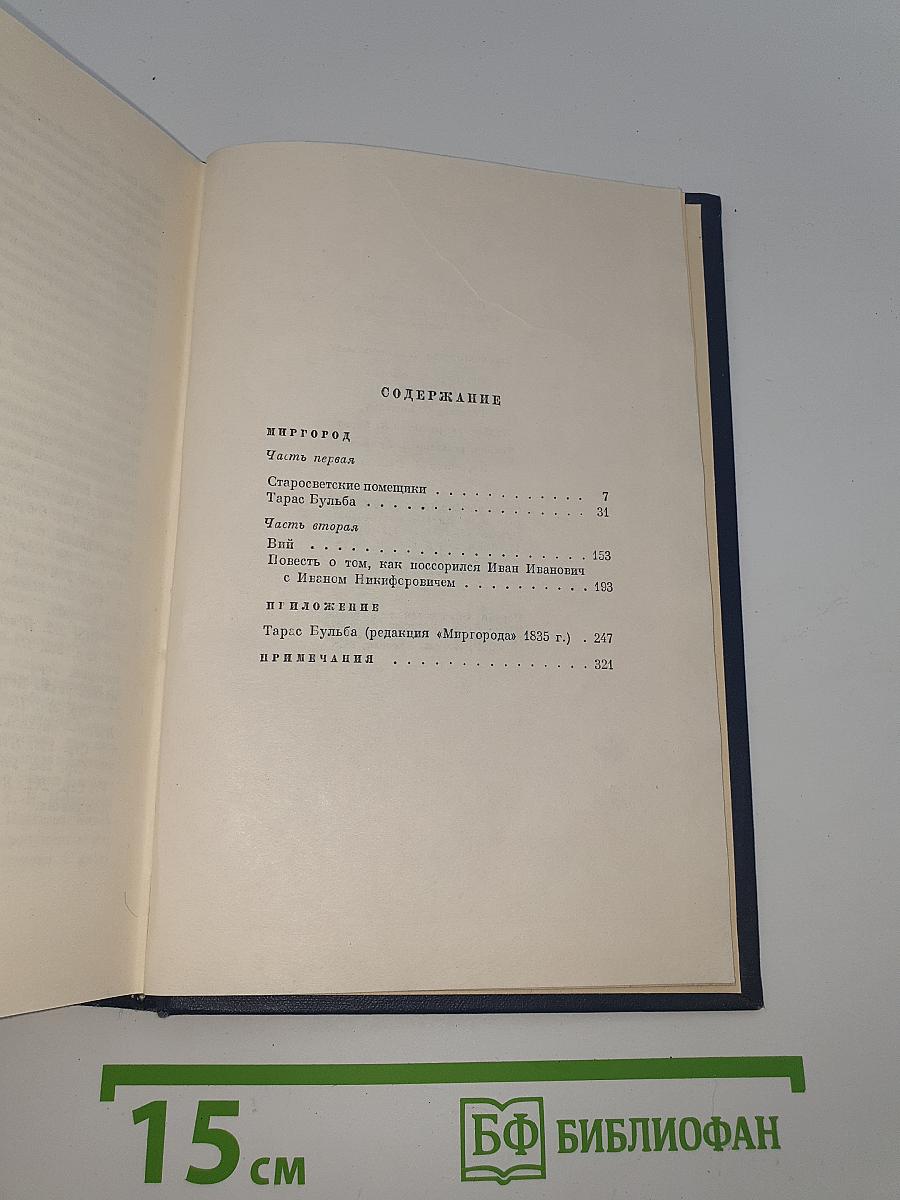 СОДЕРЖАНИЕ
МИРГОРОД
Часть первая
Старосветские помещики . . . . . . . . . . . . 7
Тарас Бульба . . . . . . . . . . . . . . . . . 31
Часть вторая
Вий . . . . . . . . . . . . . . . . . . . . . 153
Повесть о том, как поссорился Иван Иванович
с Иваном Никифоровичем . . . . . . . . . . 193
ПРИЛОЖЕНИЕ
Тарас Бульба (редакция «Миргорода» 1835 г.) . 247
ПРИМЕЧАНИЯ . . . . . . . . . . . . . . . 321
15 см
БФ БИБЛИОФАН